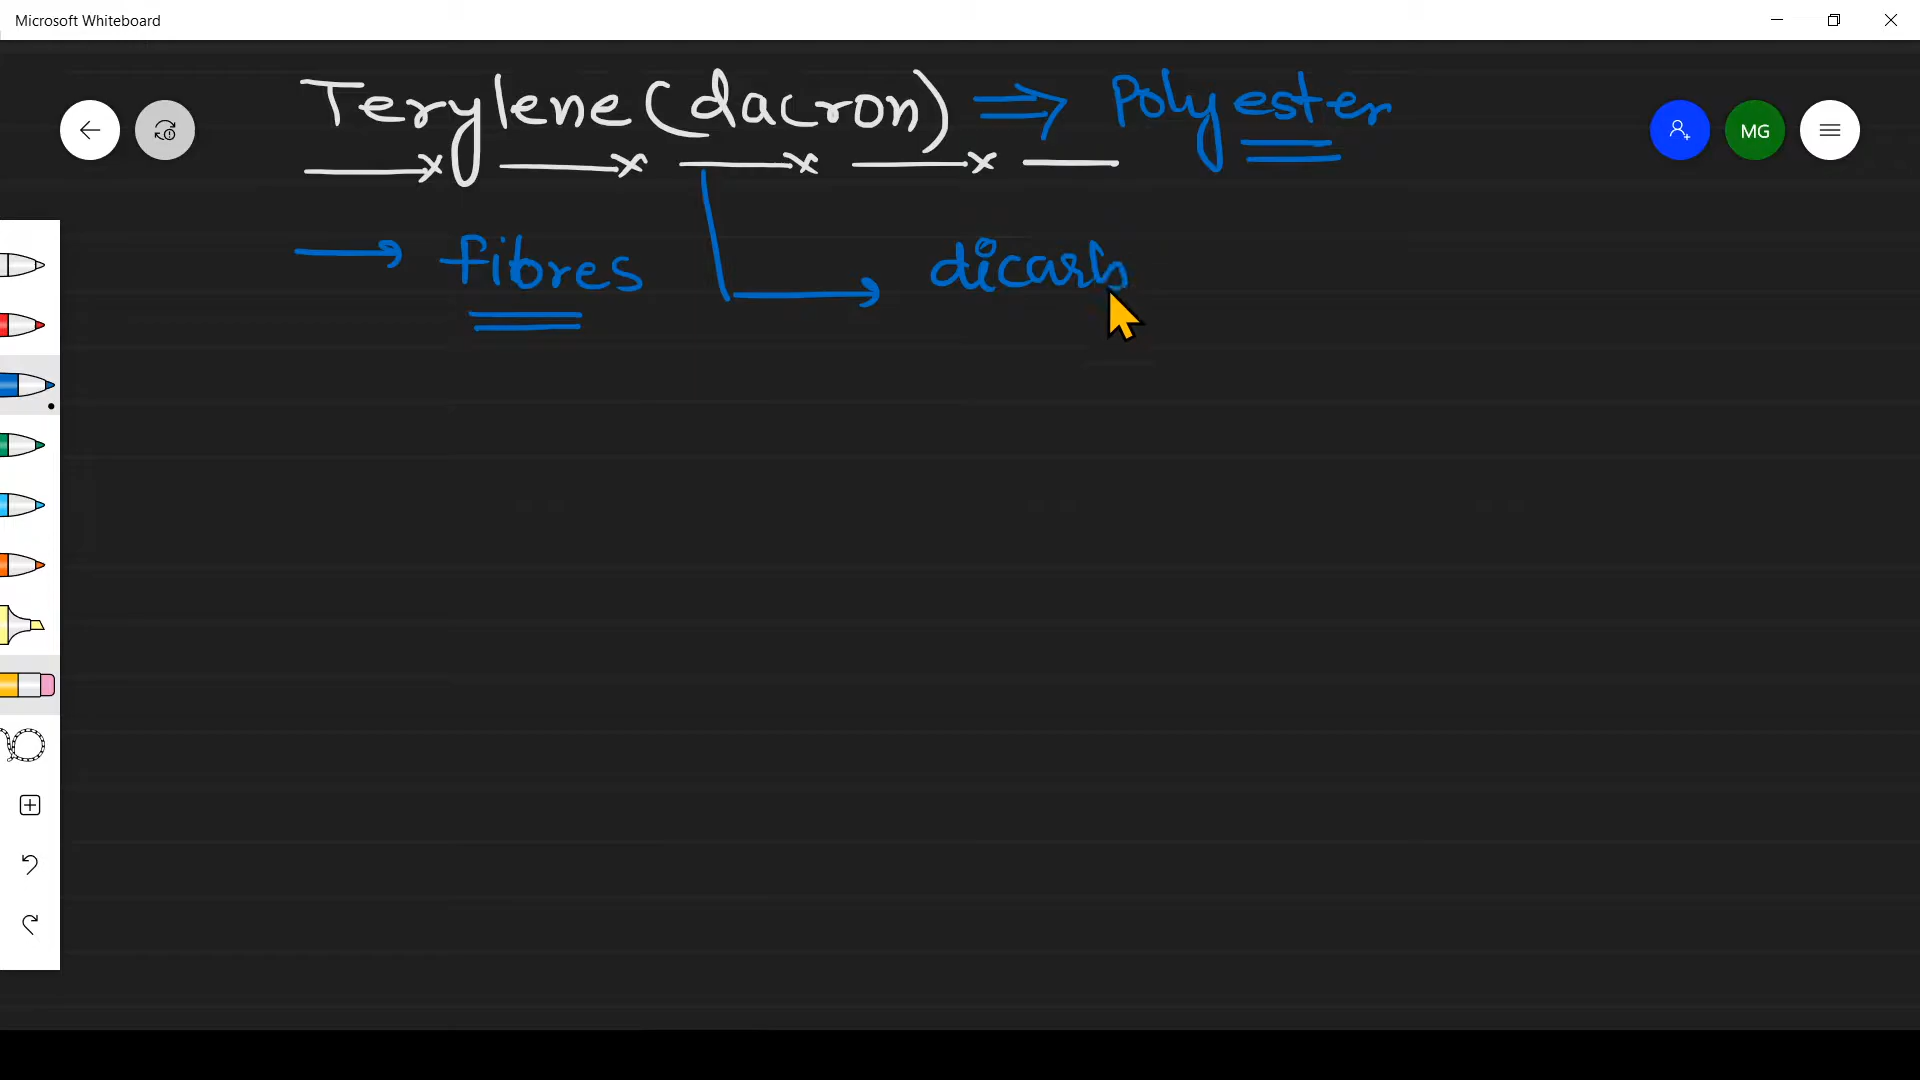 Microsoft Whiteboard
Terylene (dacron) ⇒ Polyester
MG
→ fibres → dicarb